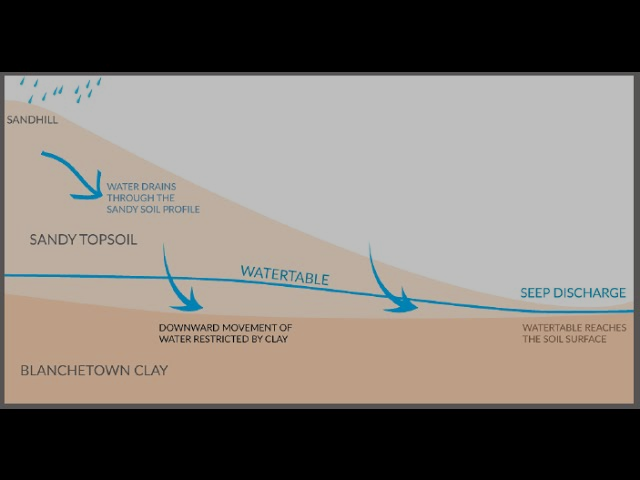 SANDHILL
WATER DRAINS
THROUGH THE
SANDY SOIL PROFILE
SANDY TOPSOIL
WATERTABLE
SEEP DISCHARGE
DOWNWARD MOVEMENT OF
WATER RESTRICTED BY CLAY
WATERTABLE REACHES
THE SOIL SURFACE
BLANCHETOWN CLAY